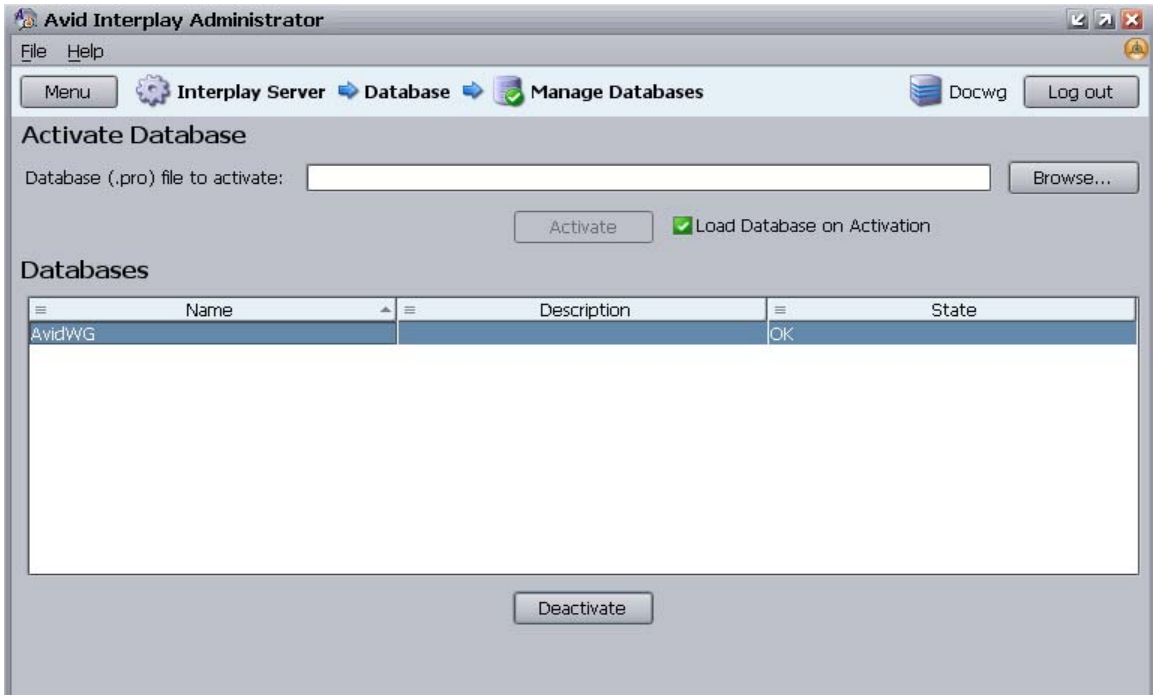 Avid Interplay Administrator
File Help
Menu Interplay Server Database Manage Databases Docwg Log out
Activate Database
Database (.pro) file to activate: Browse...
Activate Load Database on Activation
Databases
Name Description State
AvidWG OK
Deactivate